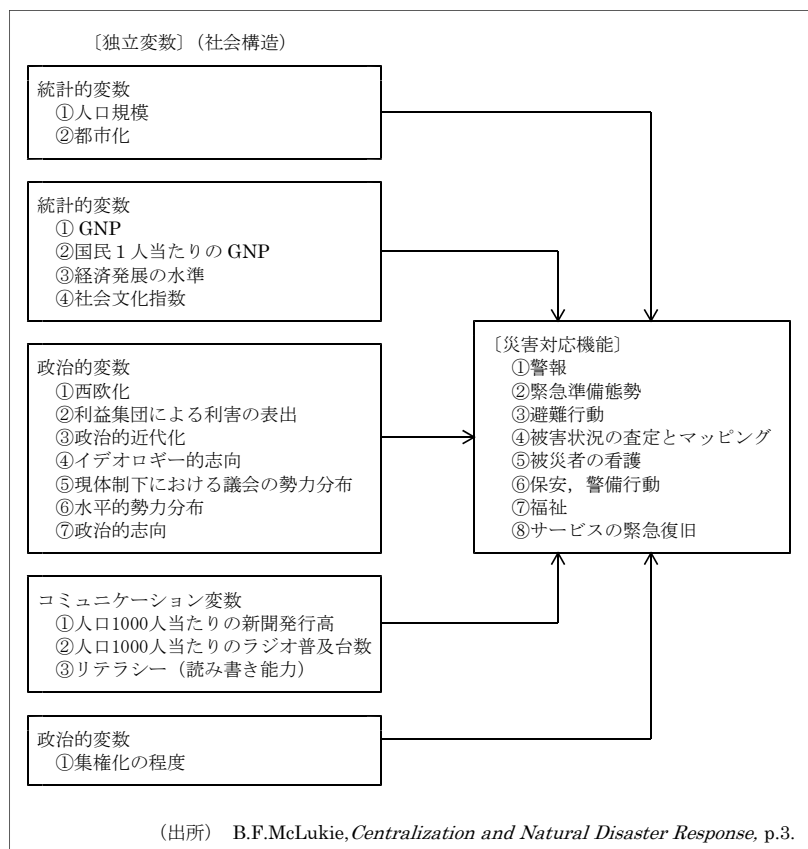 〔独立変数〕（社会構造）
統計的変数
①人口規模
②都市化
統計的変数
① GNP
②国民１人当たりの GNP
③経済発展の水準
④社会文化指数
政治的変数
①西欧化
②利益集団による利害の表出
③政治的近代化
④イデオロギー的志向
⑤現体制下における議会の勢力分布
⑥水平的勢力分布
⑦政治的志向
コミュニケーション変数
①人口1000人当たりの新聞発行高
②人口1000人当たりのラジオ普及台数
③リテラシー（読み書き能力）
政治的変数
①集権化の程度
〔災害対応機能〕
①警報
②緊急準備態勢
③避難行動
④被害状況の査定とマッピング
⑤被災者の看護
⑥保安，警備行動
⑦福祉
⑧サービスの緊急復旧
（出所） B.F.McLukie,Centralization and Natural Disaster Response, p.3.